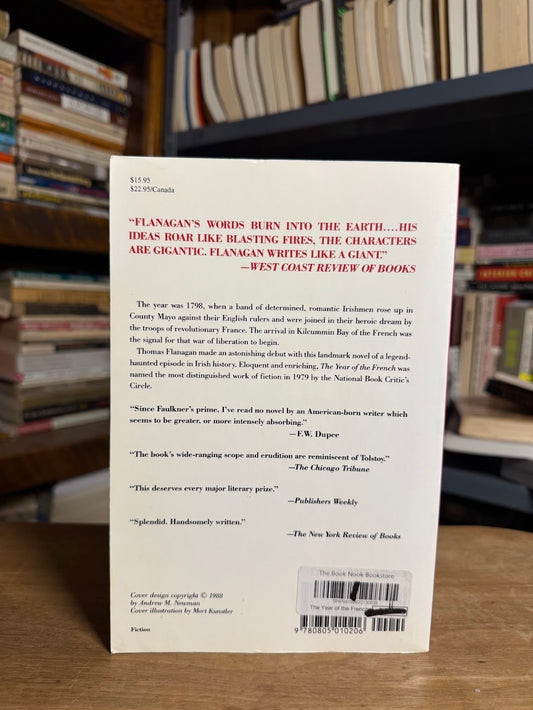 $15.95
$22.95/Canada
“FLANAGAN’S WORDS BURN INTO THE EARTH....HIS
IDEAS ROAR LIKE BLASTING FIRES. THE CHARACTERS
ARE GIGANTIC. FLANAGAN WRITES LIKE A GIANT.”
—WEST COAST REVIEW OF BOOKS
The year was 1798, when a band of determined, romantic Irishmen rose up in
County Mayo against their English rulers and were joined in their heroic dream by
the troops of revolutionary France. The arrival in Kilcummin Bay of the French was
the signal for that war of liberation to begin.
Thomas Flanagan made an astonishing debut with this landmark novel of a legend-
haunted episode in Irish history. Eloquent and enriching, The Year of the French was
named the most distinguished work of fiction in 1979 by the National Book Critic’s
Circle.
“Since Faulkner’s prime, I’ve read no novel by an American-born writer which
seems to be greater, or more intensely absorbing.”
—F.W. Dupee
“The book’s wide-ranging scope and erudition are reminiscent of Tolstoy.”
—The Chicago Tribune
“This deserves every major literary prize.”
—Publishers Weekly
“Splendid. Handsomely written.”
—The New York Review of Books
Cover design copyright © 1988
by Andrew M. Newman
Cover illustration by Mort Kunstler
Fiction
The Book Nook Bookstore
The Year of the French
9 780805 010206